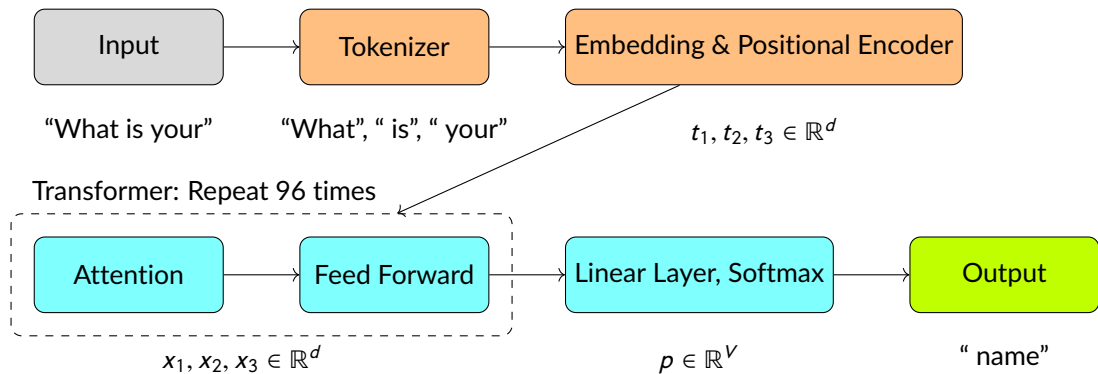 Input
Tokenizer
Embedding & Positional Encoder
“What is your”
“What”, “ is”, “ your”
t₁, t₂, t₃ ∈ ℝᵈ
Transformer: Repeat 96 times
Attention
Feed Forward
Linear Layer, Softmax
Output
x₁, x₂, x₃ ∈ ℝᵈ
p ∈ ℝⱽ
“ name”